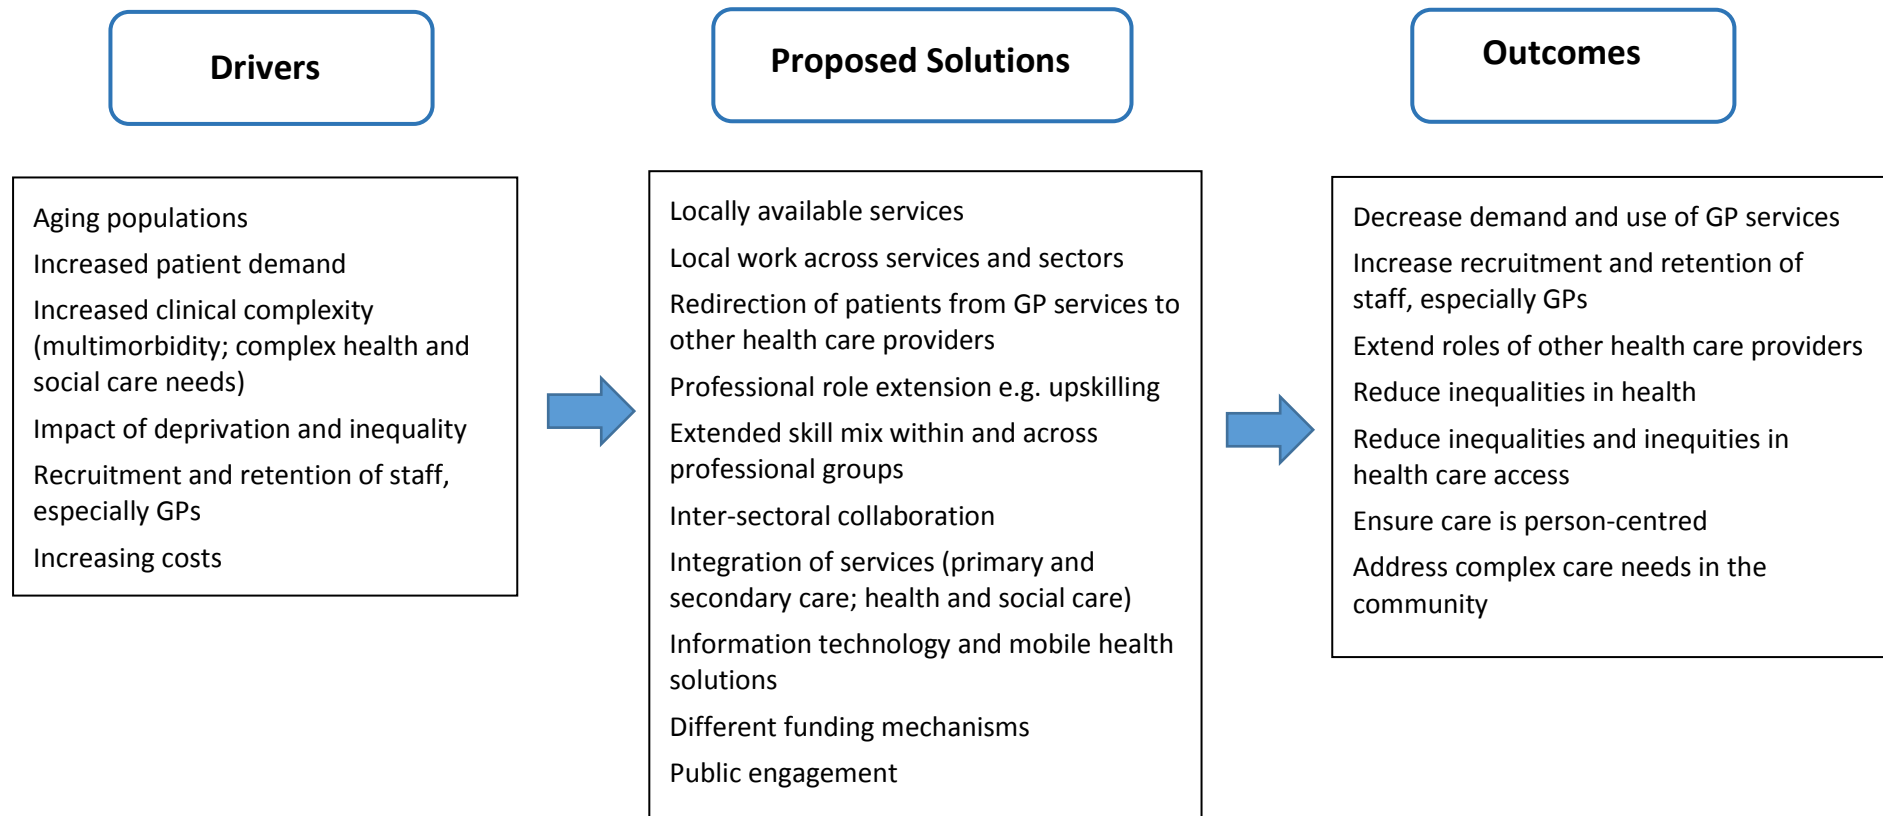 Drivers
Proposed Solutions
Outcomes
Aging populations
Increased patient demand
Increased clinical complexity
(multimorbidity; complex health and
social care needs)
Impact of deprivation and inequality
Recruitment and retention of staff,
especially GPs
Increasing costs
Locally available services
Local work across services and sectors
Redirection of patients from GP services to
other health care providers
Professional role extension e.g. upskilling
Extended skill mix within and across
professional groups
Inter-sectoral collaboration
Integration of services (primary and
secondary care; health and social care)
Information technology and mobile health
solutions
Different funding mechanisms
Public engagement
Decrease demand and use of GP services
Increase recruitment and retention of
staff, especially GPs
Extend roles of other health care providers
Reduce inequalities in health
Reduce inequalities and inequities in
health care access
Ensure care is person-centred
Address complex care needs in the
community